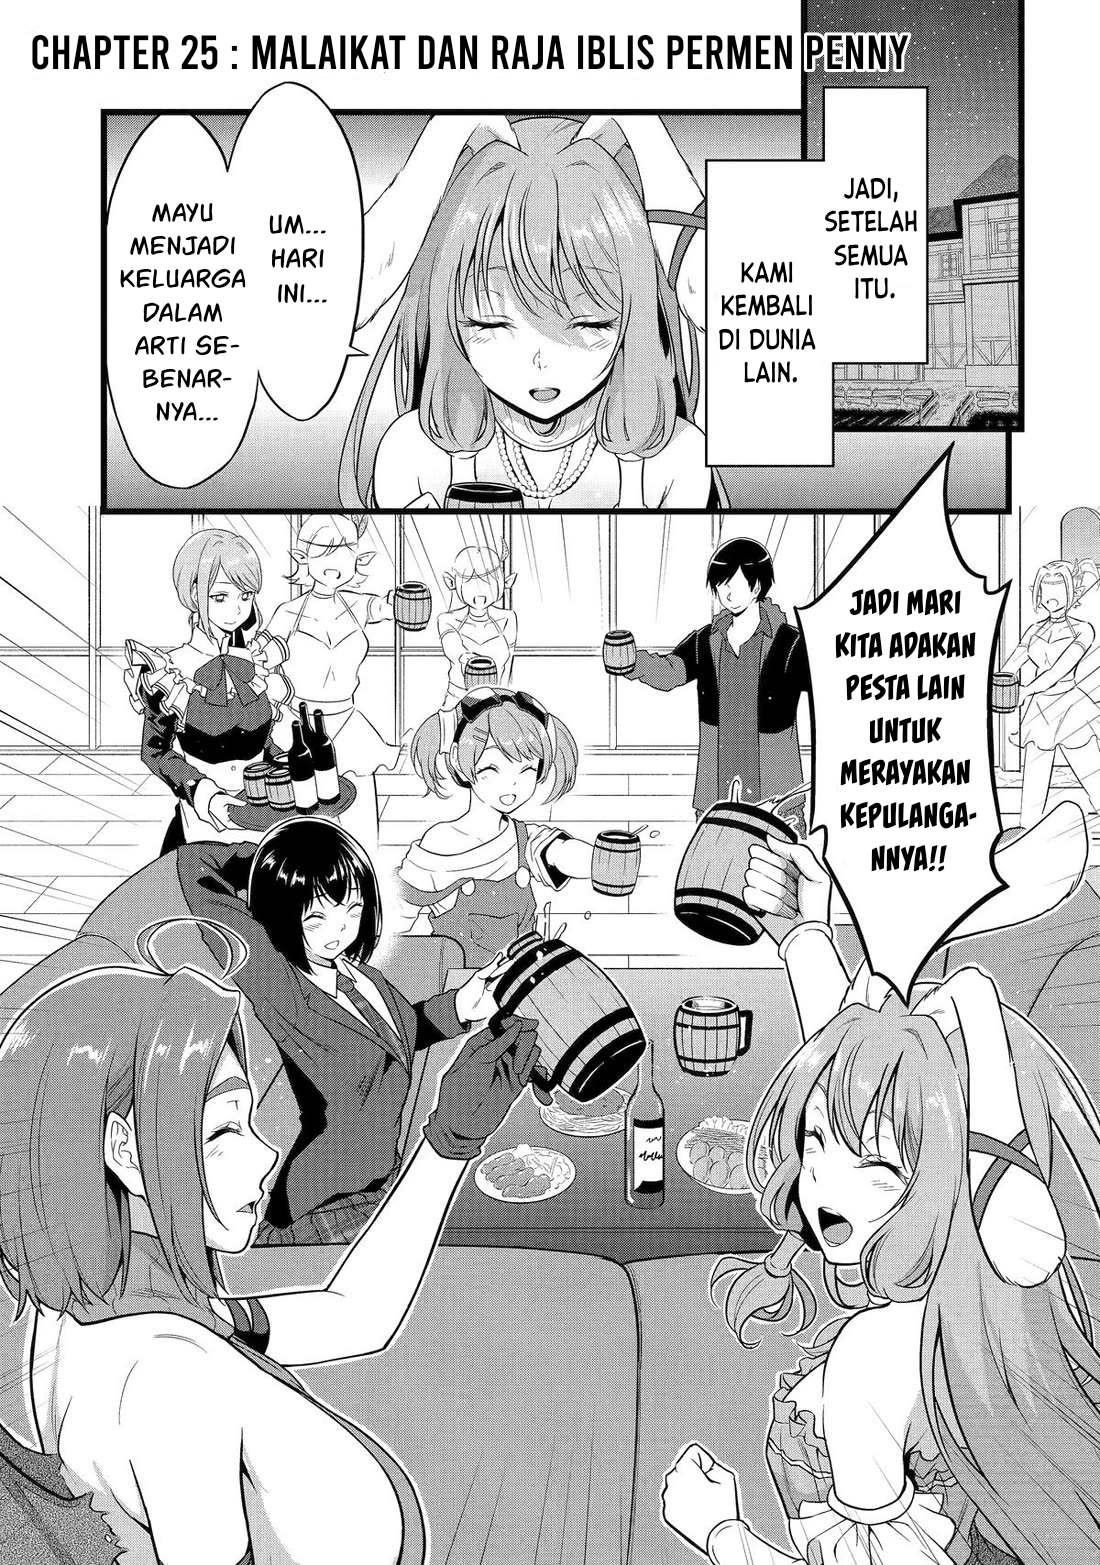 CHAPTER 25 : MALAIKAT DAN RAJA IBLIS PERMEN PENNY
JADI,
SETELAH
SEMUA
ITU.
KAMI
KEMBALI
DI DUNIA
LAIN.
UM...
HARI
INI...
MAYU
MENJADI
KELUARGA
DALAM
ARTI SE-
BENAR-
NYA...
JADI MARI
KITA ADAKAN
PESTA LAIN
UNTUK
MERAYAKAN
KEPULANGA-
NNYA!!